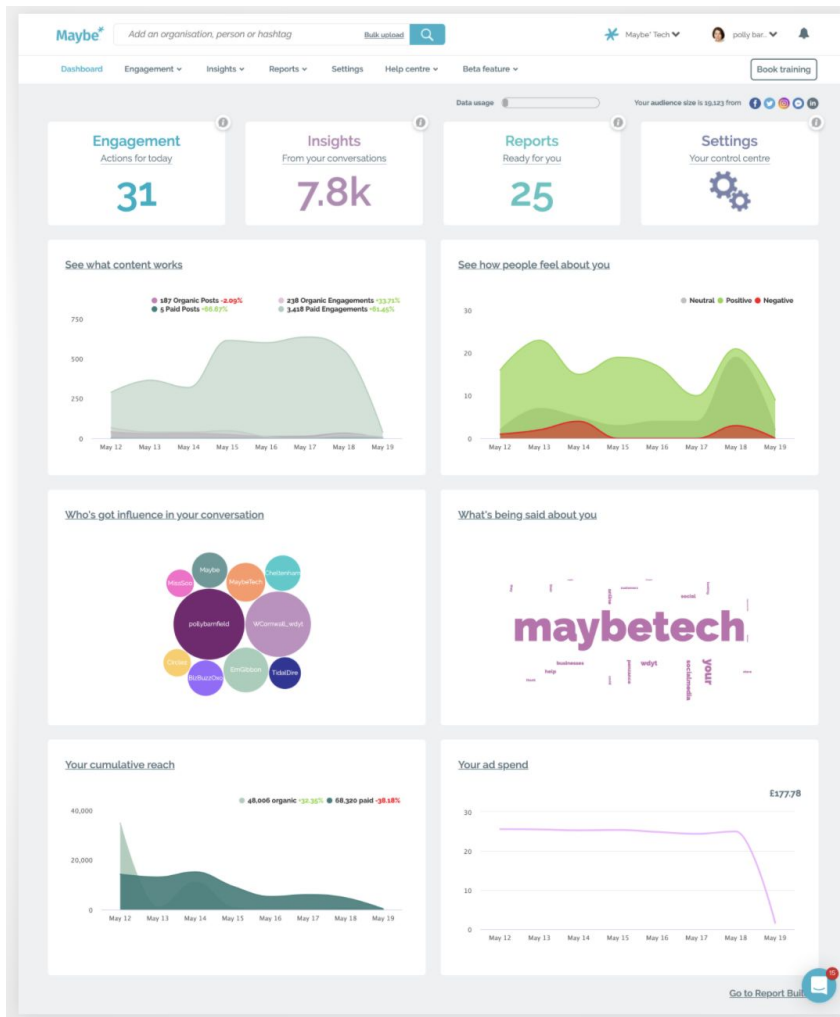 Maybe*
Add an organisation, person or hashtag
Bulk upload
Maybe* Tech
polly bar..
Dashboard Engagement Insights Reports Settings Help centre Beta feature
Book training
Data usage
Your audience size is 19,123 from
Engagement
Actions for today
31
Insights
From your conversations
7.8k
Reports
Ready for you
25
Settings
Your control centre
See what content works
187 Organic Posts -2.09% 238 Organic Engagements +33.71%
5 Paid Posts +66.67% 3,418 Paid Engagements +61.45%
750
500
250
0
May 12 May 13 May 14 May 15 May 16 May 17 May 18 May 19
See how people feel about you
Neutral Positive Negative
30
20
10
0
May 12 May 13 May 14 May 15 May 16 May 17 May 18 May 19
Who's got influence in your conversation
Maybe
MaybeTech
Cheltenham
pollybarnfield
WCornwall_wdyt
BizBuzzOxo
EmGibbon
TidalDire
What's being said about you
maybetech
social
online
businesses
help
wdyt
socialmedia
your
Your cumulative reach
48,006 organic +32.35% 68,320 paid -38.18%
40,000
20,000
0
May 12 May 13 May 14 May 15 May 16 May 17 May 18 May 19
Your ad spend
£177.78
30
20
10
0
May 12 May 13 May 14 May 15 May 16 May 17 May 18 May 19
15
Go to Report Buil